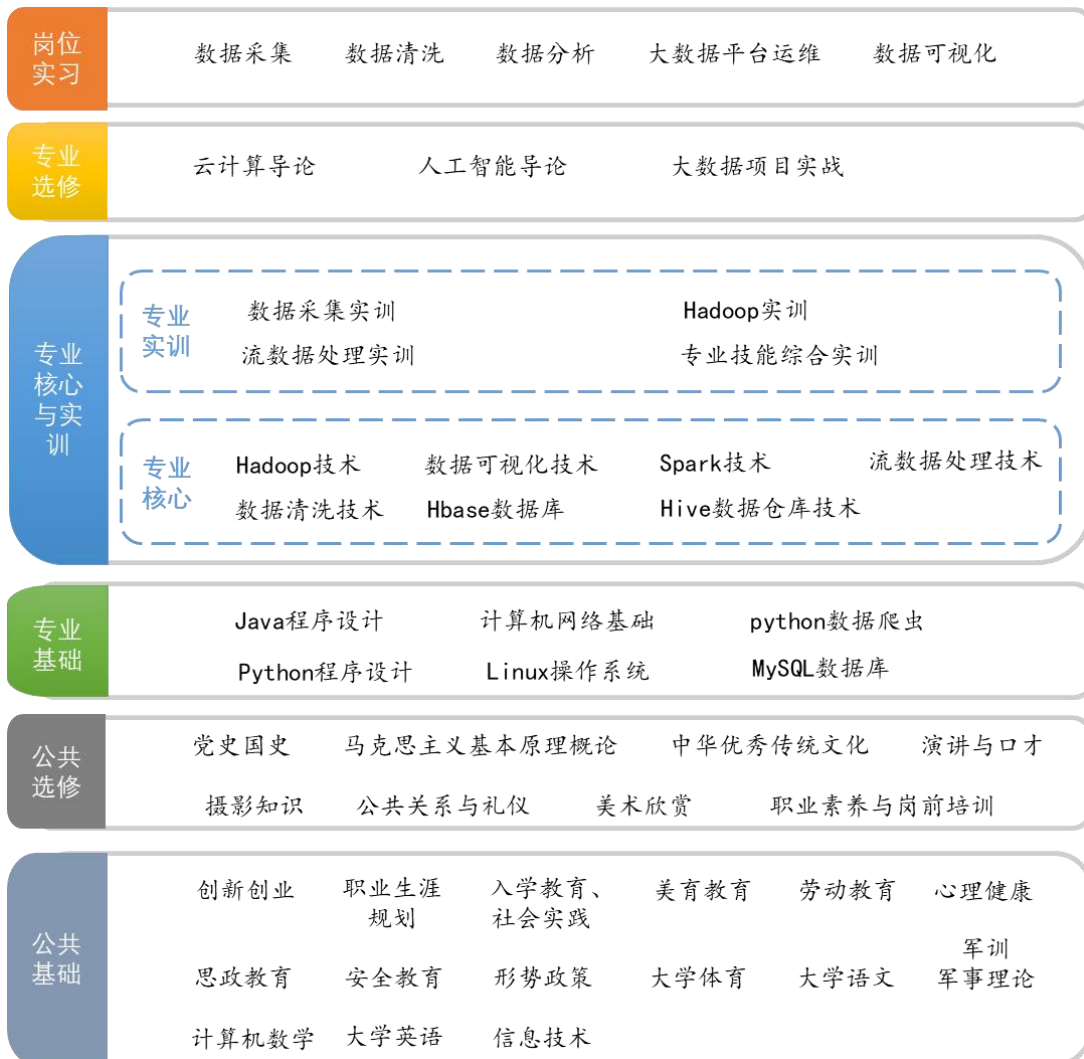 岗位
实习
数据采集 数据清洗 数据分析 大数据平台运维 数据可视化
专业
选修
云计算导论 人工智能导论 大数据项目实战
专业
核心
与实
训
专业
实训
数据采集实训 Hadoop实训
流数据处理实训 专业技能综合实训
专业
核心
Hadoop技术 数据可视化技术 Spark技术 流数据处理技术
数据清洗技术 Hbase数据库 Hive数据仓库技术
专业
基础
Java程序设计 计算机网络基础 python数据爬虫
Python程序设计 Linux操作系统 MySQL数据库
公共
选修
党史国史 马克思主义基本原理概论 中华优秀传统文化 演讲与口才
摄影知识 公共关系与礼仪 美术欣赏 职业素养与岗前培训
公共
基础
创新创业 职业生涯 入学教育、 美育教育 劳动教育 心理健康
规划 社会实践
军训
思政教育 安全教育 形势政策 大学体育 大学语文 军事理论
计算机数学 大学英语 信息技术